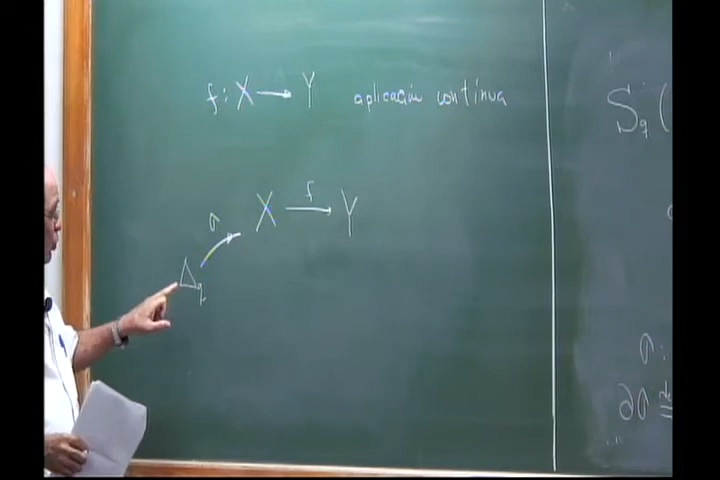 f: X → Y aplicación continua
X f→ Y
σ
Δq
Sq(
σ:
∂σ